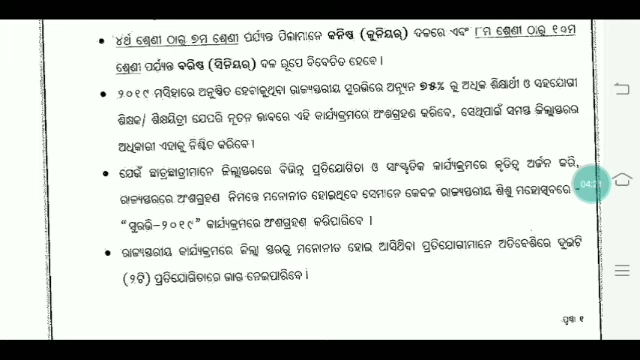 • ୪ର୍ଥ ଶ୍ରେଣୀ ଠାରୁ ୭ମ ଶ୍ରେଣୀ ପର୍ଯ୍ୟନ୍ତ ପିଲାମାନେ କନିଷ୍ଠ (ଜୁନିୟର) ଦଳରେ ଏବଂ ୮ମ ଶ୍ରେଣୀ ଠାରୁ ୧୦ମ
ଶ୍ରେଣୀ ପର୍ଯ୍ୟନ୍ତ ବରିଷ୍ଠ (ସିନିୟର) ଦଳ ରୂପେ ବିବେଚିତ ହେବେ ।
• ୨୦୧୯ ମସିହାରେ ଅନୁଷ୍ଠିତ ହେବାକୁଥିବା ରାଜ୍ୟସ୍ତରୀୟ ସୁରଭିରେ ଅନ୍ୟୂନ ୭୫% ରୁ ଅଧିକ ଶିକ୍ଷାର୍ଥୀ ଓ ସହଯୋଗୀ
ଶିକ୍ଷକ/ ଶିକ୍ଷୟିତ୍ରୀ ଯେପରି ନୂତନ ଭାବରେ ଏହି କାର୍ଯ୍ୟକ୍ରମରେ ଅଂଶଗ୍ରହଣ କରିବେ, ସେଥିପାଇଁ ସମସ୍ତ ଜିଲ୍ଲାସ୍ତରର
ଅଧିକାରୀ ଏହାକୁ ନିଶ୍ଚିତ କରିବେ ।
• ଯେଉଁ ଛାତ୍ରଛାତ୍ରୀମାନେ ଜିଲ୍ଲାସ୍ତରରେ ବିଭିନ୍ନ ପ୍ରତିଯୋଗିତା ଓ ସାଂସ୍କୃତିକ କାର୍ଯ୍ୟକ୍ରମରେ କୃତିତ୍ୱ ଅର୍ଜନ କରି,
ରାଜ୍ୟସ୍ତରରେ ଅଂଶଗ୍ରହଣ ନିମନ୍ତେ ମନୋନୀତ ହୋଇଥିବେ ସେମାନେ କେବଳ ରାଜ୍ୟସ୍ତରୀୟ ଶିଶୁ ମହୋତ୍ସବରେ -
“ସୁରଭି-୨୦୧୯” କାର୍ଯ୍ୟକ୍ରମରେ ଅଂଶଗ୍ରହଣ କରିପାରିବେ ।
• ରାଜ୍ୟସ୍ତରୀୟ କାର୍ଯ୍ୟକ୍ରମରେ ଜିଲ୍ଲା ସ୍ତରରୁ ମନୋନୀତ ହୋଇ ଆସିଥିବା ପ୍ରତିଯୋଗୀମାନେ ଅତିବେଶିରେ ଦୁଇଟି
(୨ଟି) ପ୍ରତିଯୋଗିତାରେ ଭାଗ ନେଇପାରିବେ ।
ପୃଷ୍ଠା ୧
04:21